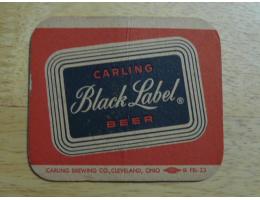 CARLING
Black Label®
BEER
CARLING BREWING CO., CLEVELAND, OHIO